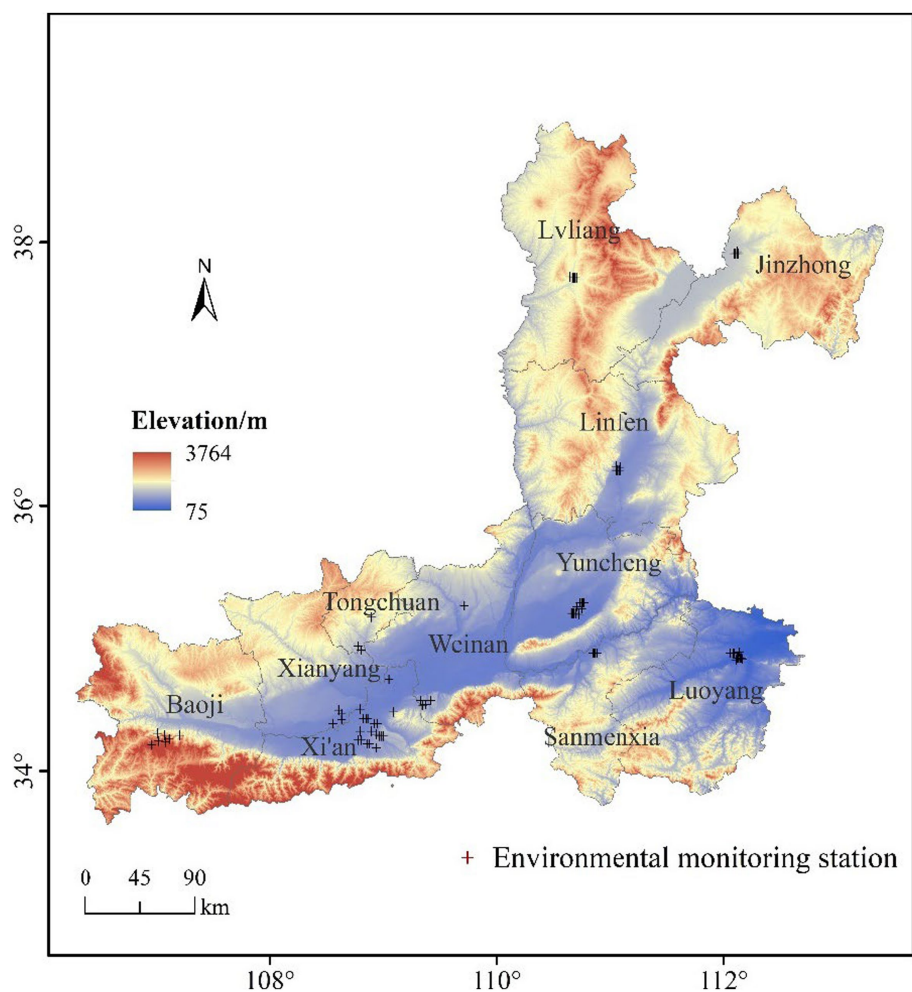 38°
36°
34°
N
Lvliang
Jinzhong
Elevation/m
3764
75
Linfen
Yuncheng
Tongchuan
Weinan
Xianyang
Baoji
Luoyang
Xi'an
Sanmenxia
Environmental monitoring station
0 45 90
km
108° 110° 112°